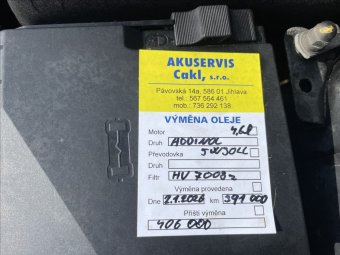 AKUSERVIS
Cakl, s.r.o.
Pávovská 14a, 586 01 Jihlava
tel.: 567 564 461
mob.: 736 292 138
VÝMĚNA OLEJE
Motor 4,6l
Druh ADDINOL
Převodovka 5W30LL
Druh
Filtr HU 7008z
Výměna provedena
Dne 2.1.2026 km 391 000
Příští výměna
406 000